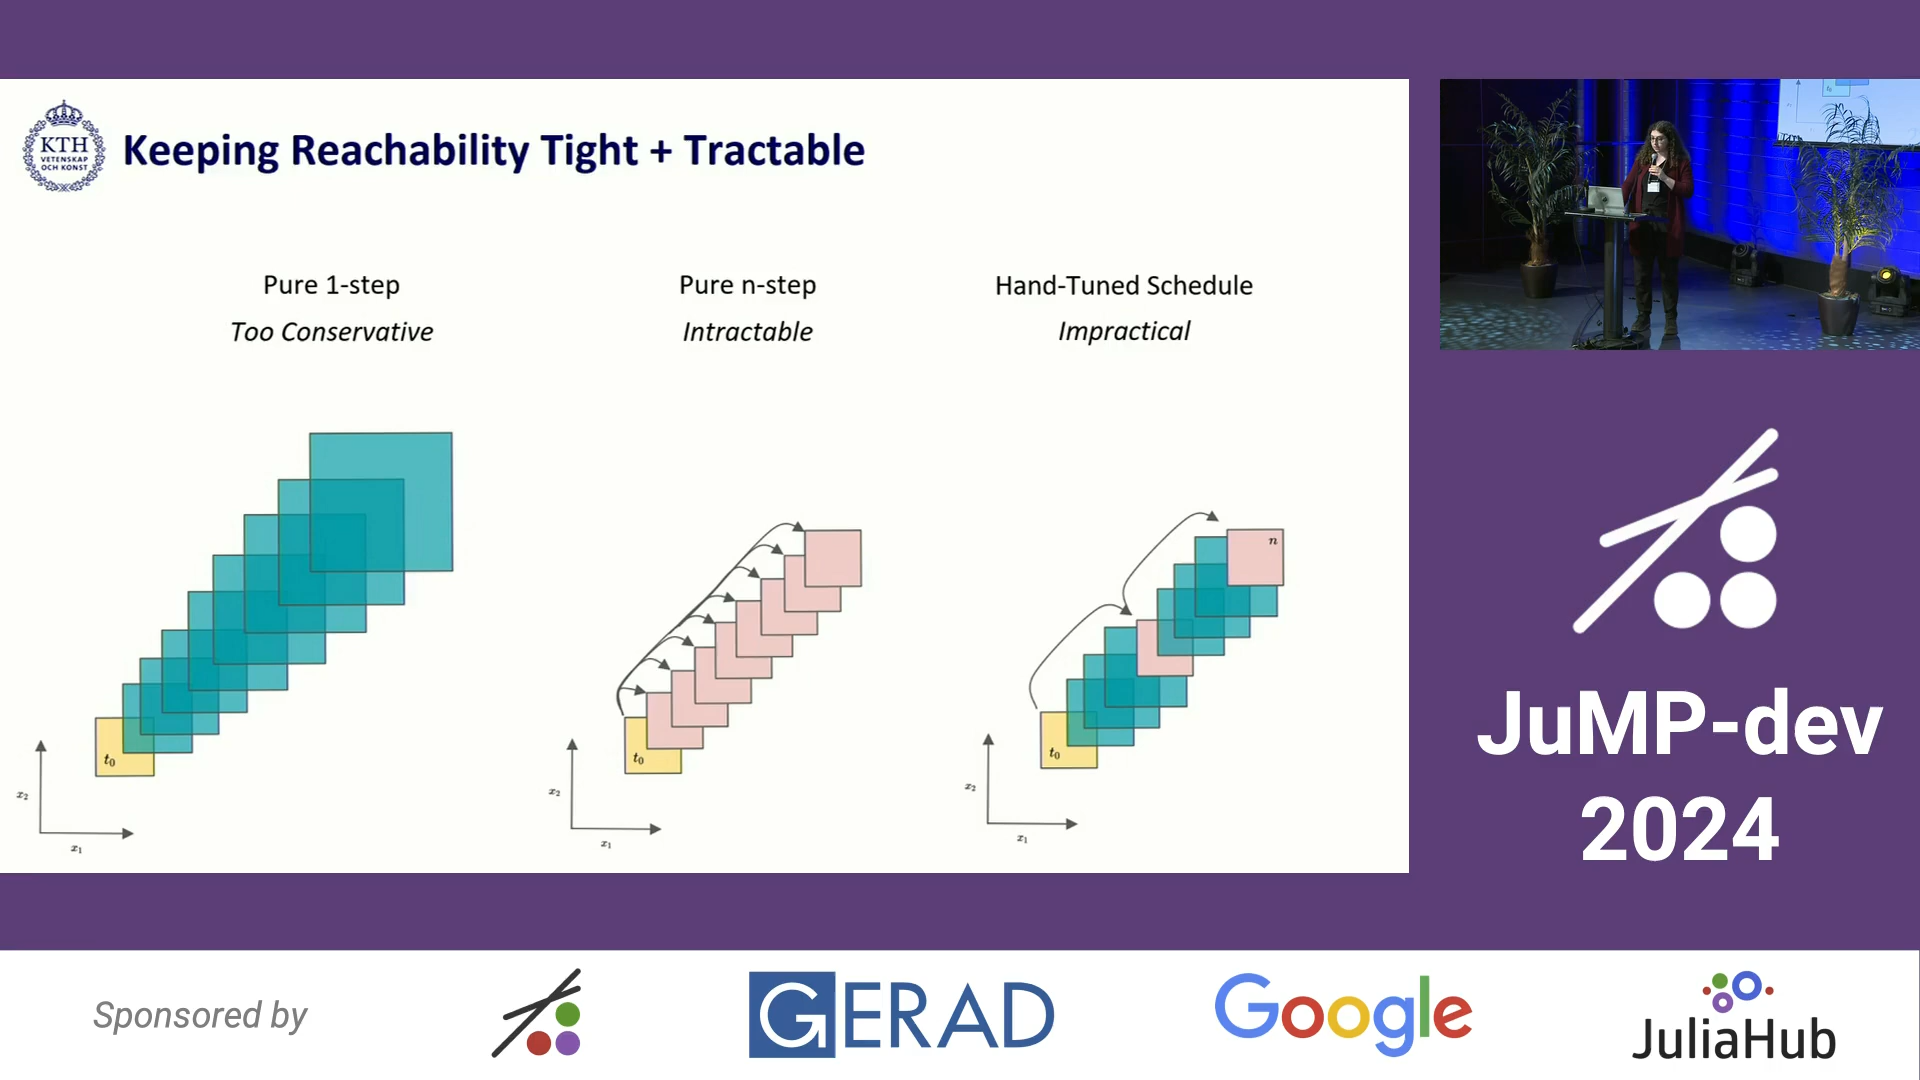 KTH
VETENSKAP
OCH KONST
Keeping Reachability Tight + Tractable
Pure 1-step
Too Conservative
Pure n-step
Intractable
Hand-Tuned Schedule
Impractical
t₀
x₂
x₁
t₀
x₂
x₁
n
t₀
x₂
x₁
JuMP-dev
2024
Sponsored by
GERAD
Google
JuliaHub